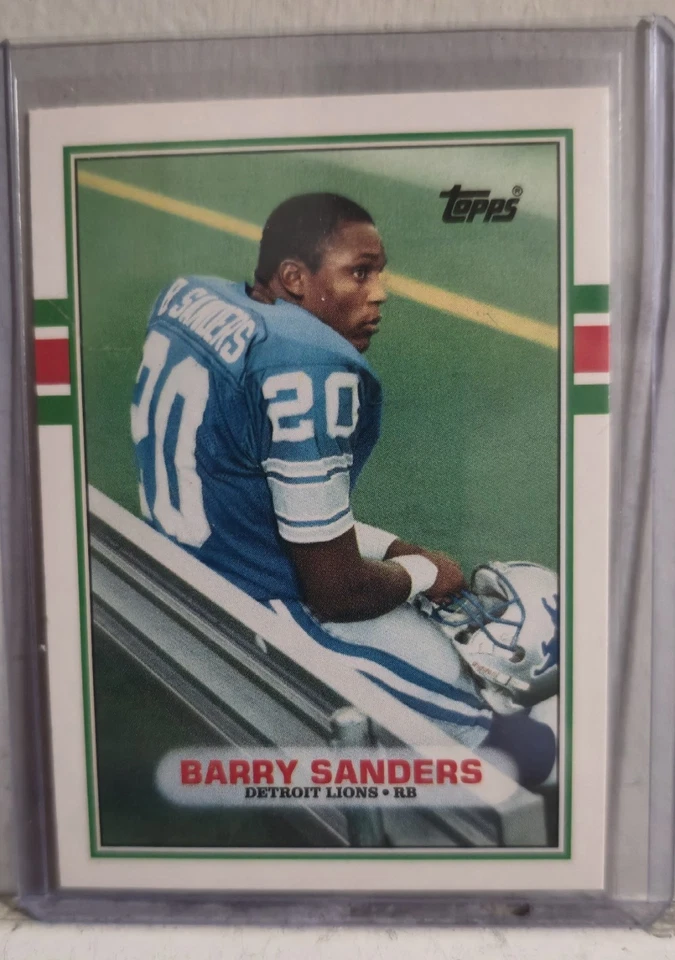 Topps®
B. SANDERS
20
20
BARRY SANDERS
DETROIT LIONS • RB